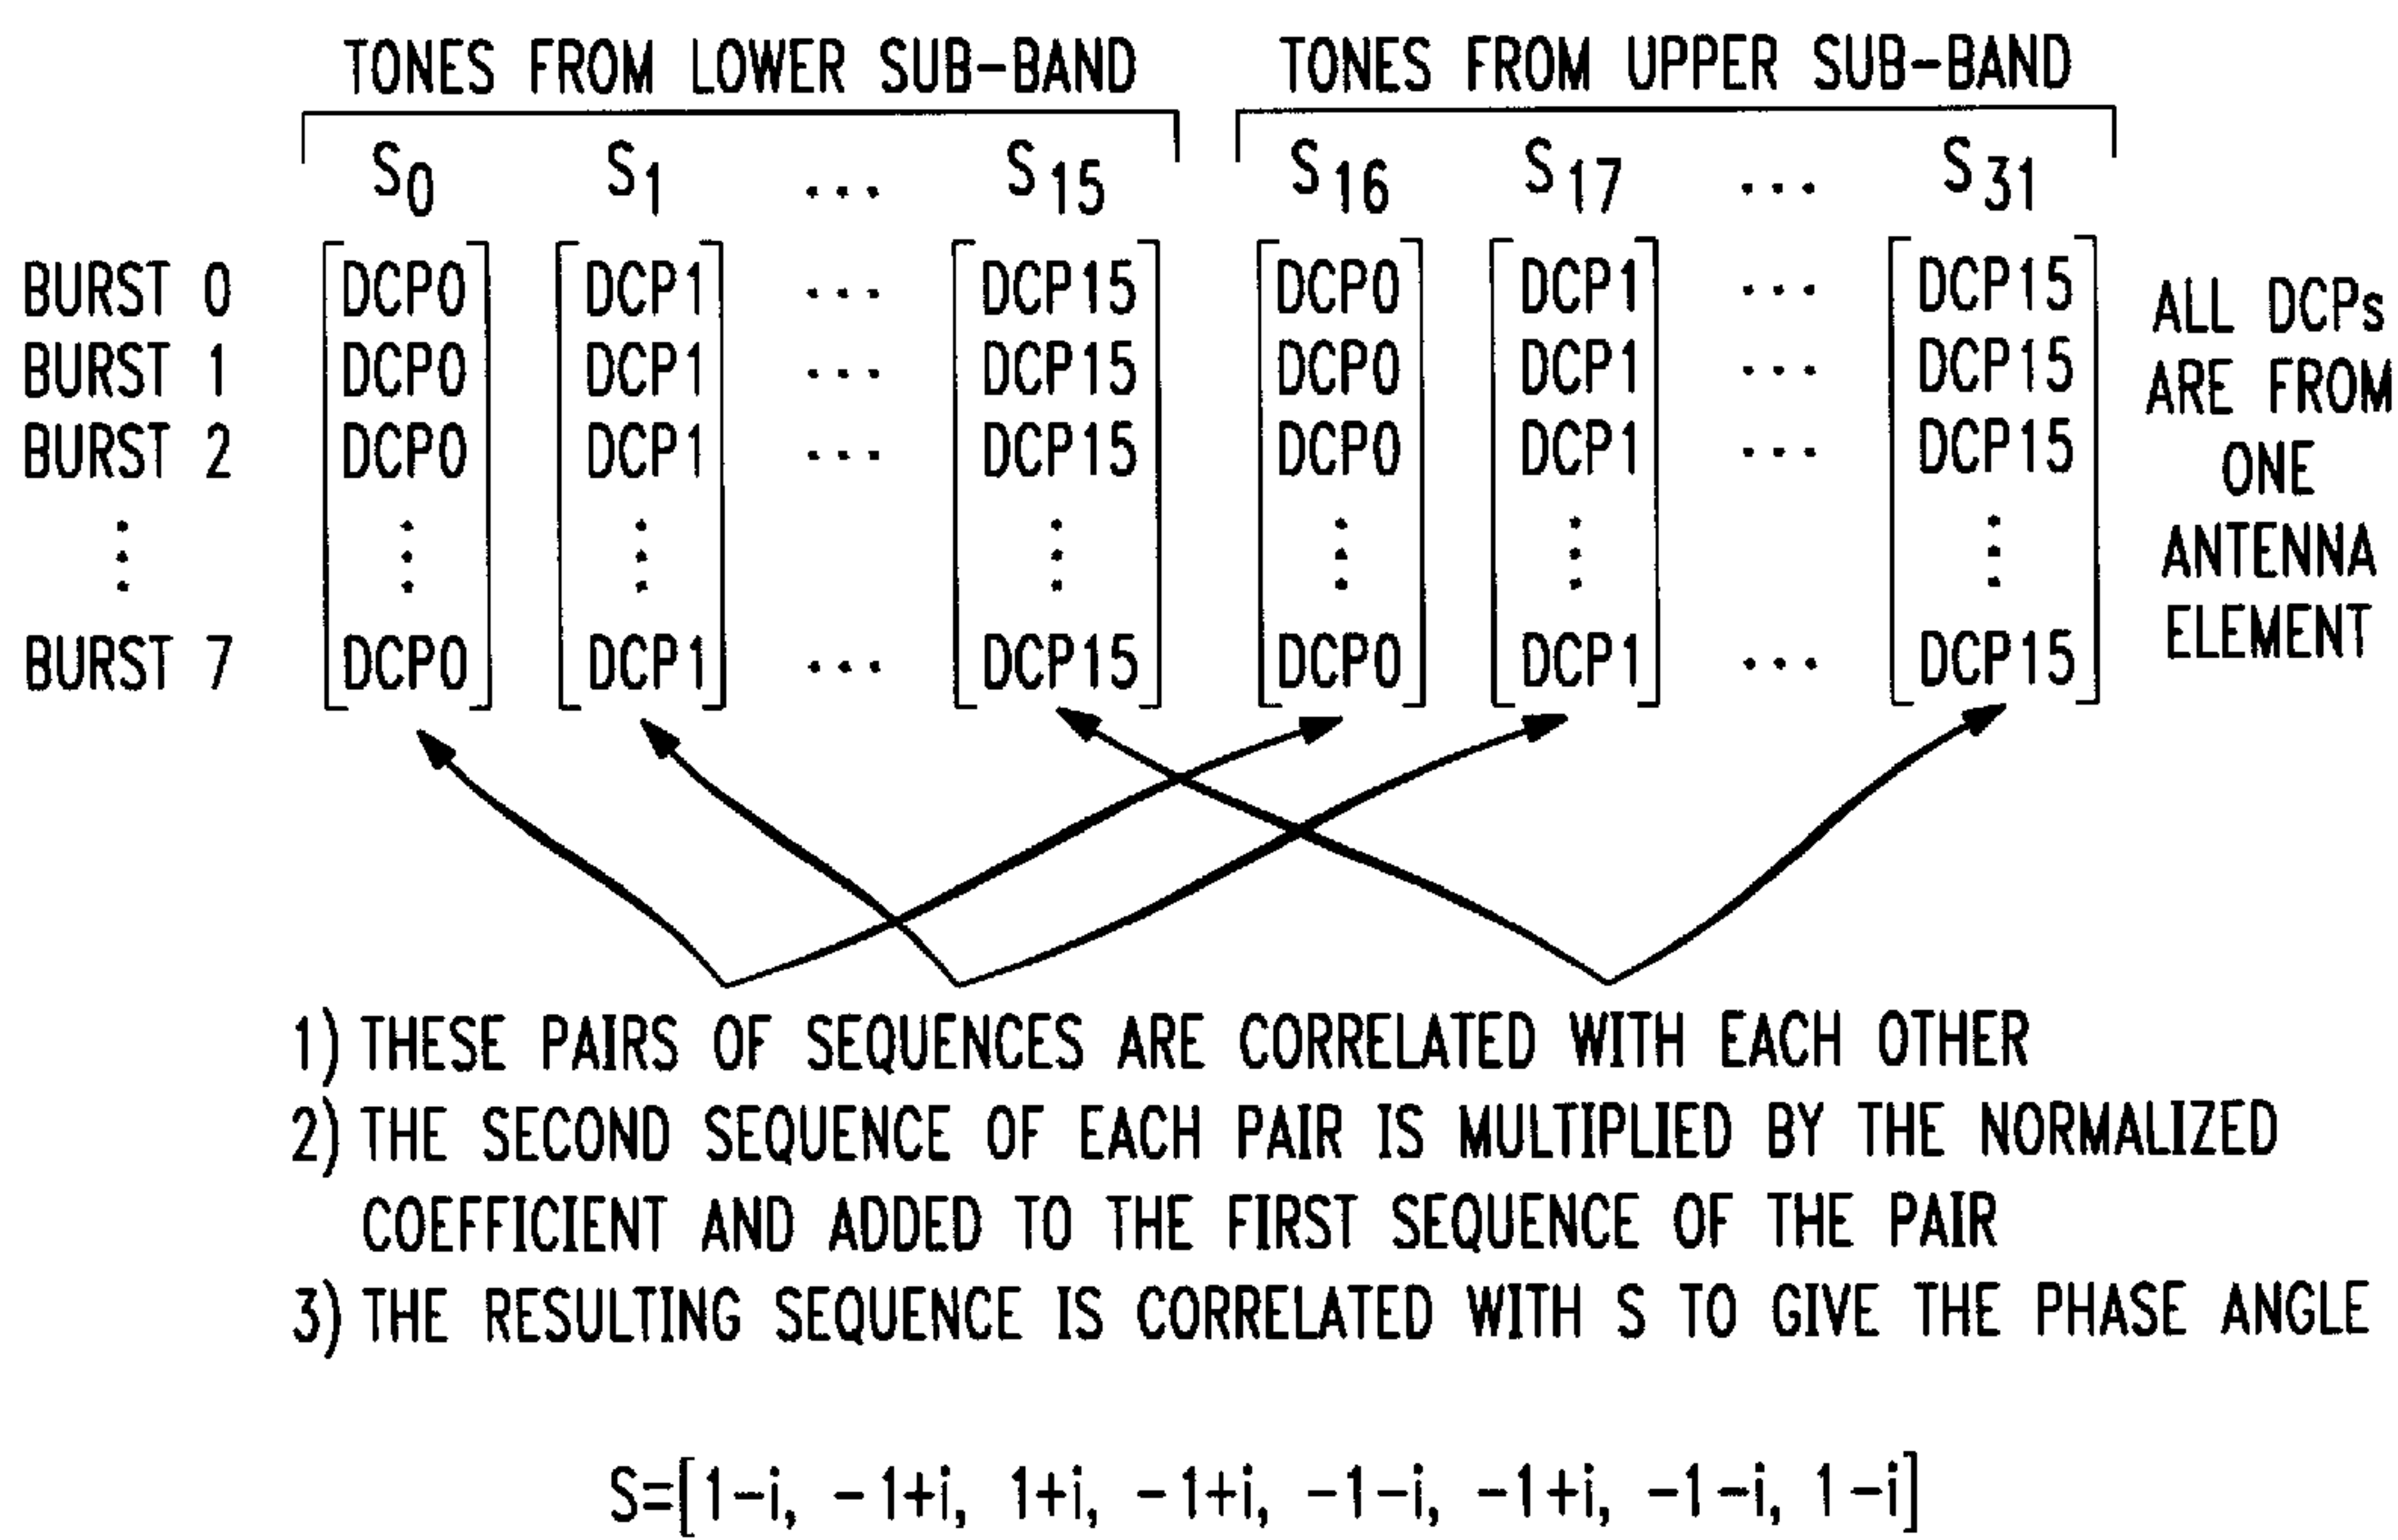 TONES FROM LOWER SUB-BAND TONES FROM UPPER SUB-BAND
S0 S1 ... S15 S16 S17 ... S31
BURST 0 DCP0 DCP1 ... DCP15 DCP0 DCP1 ... DCP15
BURST 1 DCP0 DCP1 ... DCP15 DCP0 DCP1 ... DCP15
BURST 2 DCP0 DCP1 ... DCP15 DCP0 DCP1 ... DCP15
BURST 7 DCP0 DCP1 ... DCP15 DCP0 DCP1 ... DCP15
ALL DCPs
ARE FROM
ONE
ANTENNA
ELEMENT
1) THESE PAIRS OF SEQUENCES ARE CORRELATED WITH EACH OTHER
2) THE SECOND SEQUENCE OF EACH PAIR IS MULTIPLIED BY THE NORMALIZED
COEFFICIENT AND ADDED TO THE FIRST SEQUENCE OF THE PAIR
3) THE RESULTING SEQUENCE IS CORRELATED WITH S TO GIVE THE PHASE ANGLE
S=[1-i, -1+i, 1+i, -1+i, -1-i, -1+i, -1-i, 1-i]